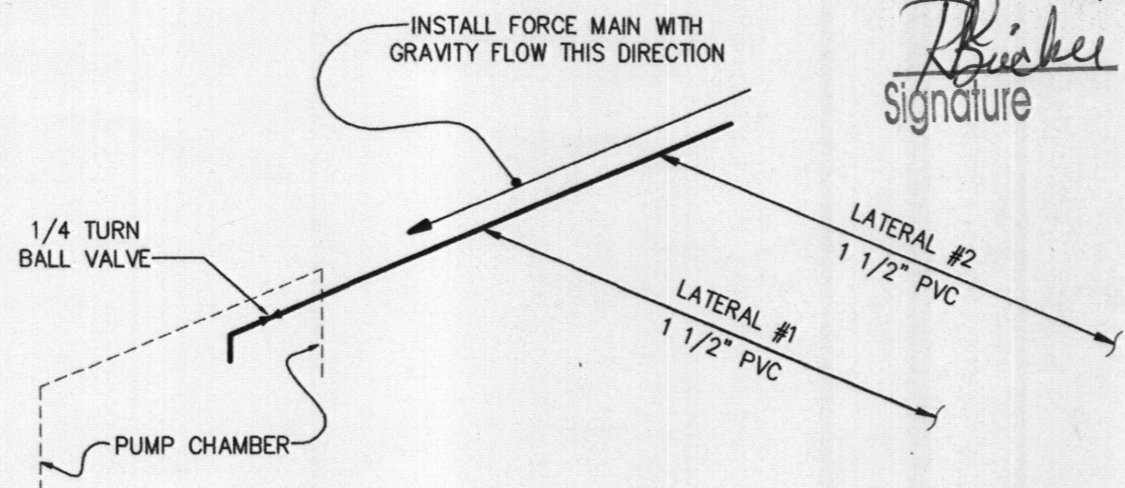 INSTALL FORCE MAIN WITH
GRAVITY FLOW THIS DIRECTION
Signature
1/4 TURN
BALL VALVE
LATERAL #2
1 1/2" PVC
LATERAL #1
1 1/2" PVC
PUMP CHAMBER